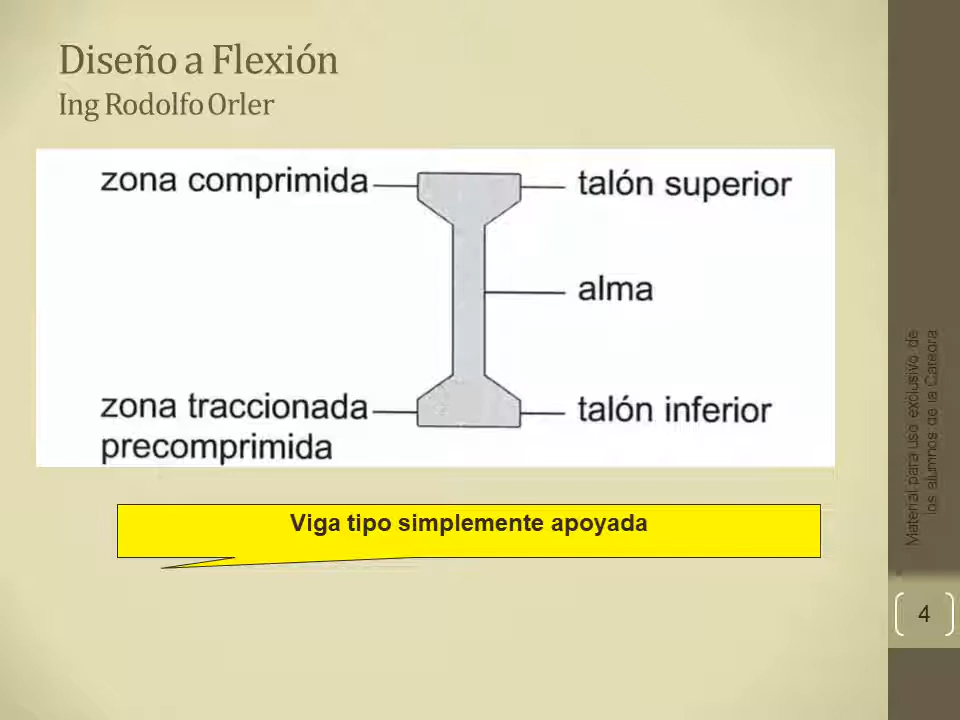 Diseño a Flexión
Ing Rodolfo Orler
zona comprimida
talón superior
alma
zona traccionada
precomprimida
talón inferior
Viga tipo simplemente apoyada
Material para uso exclusivo de
los alumnos de la Catedra
4